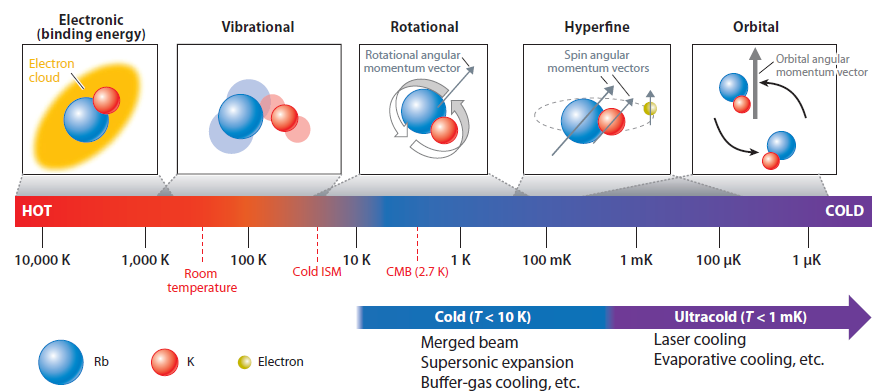 Electronic
(binding energy)
Vibrational
Rotational
Hyperfine
Orbital
Electron
cloud
Rotational angular
momentum vector
Spin angular
momentum vectors
Orbital angular
momentum vector
HOT
COLD
10,000 K
1,000 K
100 K
10 K
1 K
100 mK
1 mK
100 μK
1 μK
Room
temperature
Cold ISM
CMB (2.7 K)
Cold (T < 10 K)
Ultracold (T < 1 mK)
Merged beam
Supersonic expansion
Buffer-gas cooling, etc.
Laser cooling
Evaporative cooling, etc.
Rb
K
Electron